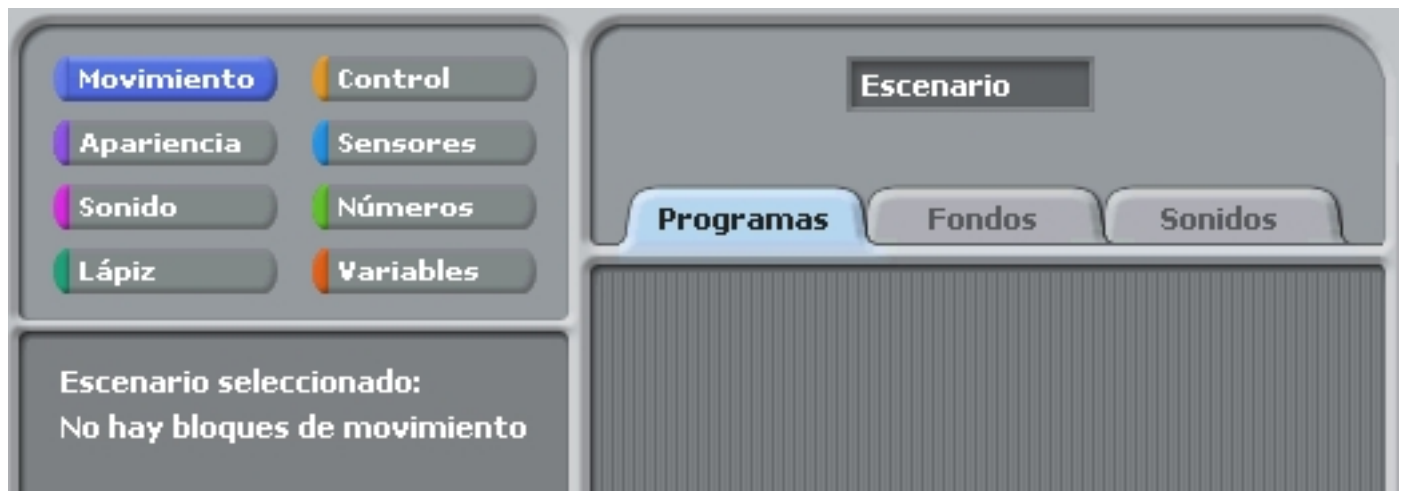 Movimiento
Control
Apariencia
Sensores
Sonido
Números
Lápiz
Variables
Escenario seleccionado:
No hay bloques de movimiento
Escenario
Programas
Fondos
Sonidos